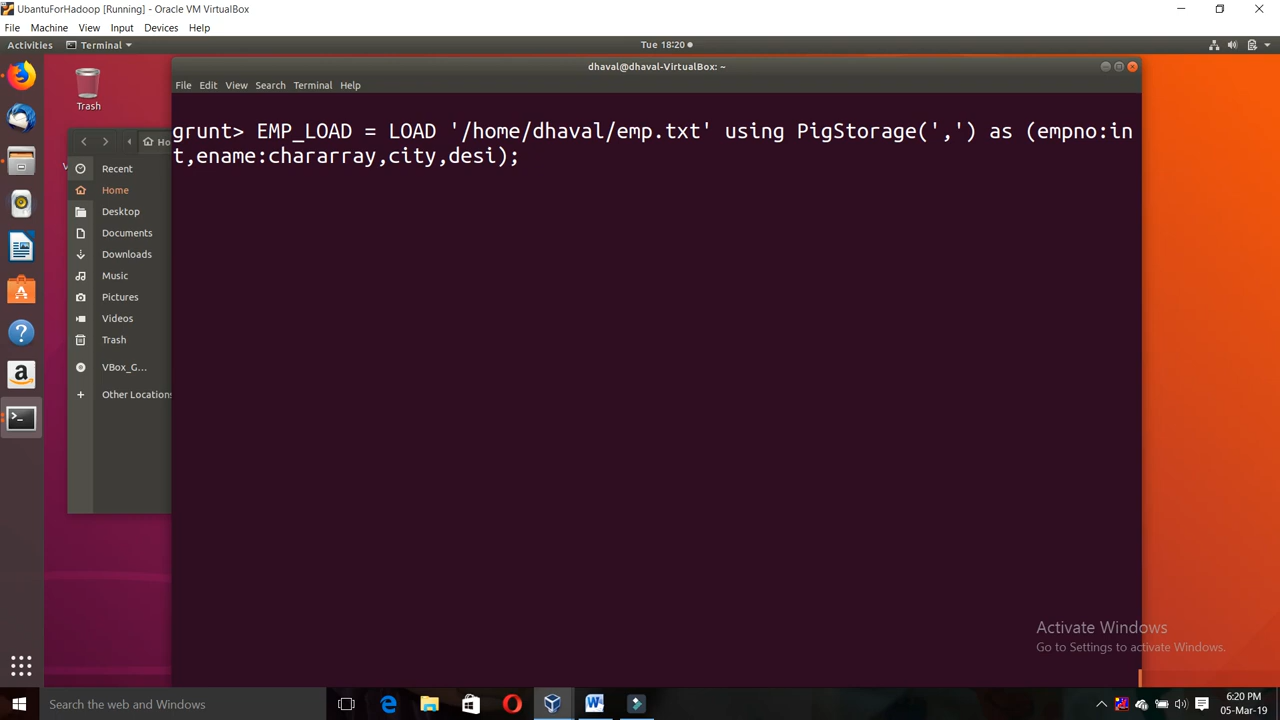 UbantuForHadoop [Running] - Oracle VM VirtualBox
File Machine View Input Devices Help
Activities Terminal Tue 18:20
dhaval@dhaval-VirtualBox: ~
Trash
File Edit View Search Terminal Help
grunt> EMP_LOAD = LOAD '/home/dhaval/emp.txt' using PigStorage(',') as (empno:in
t,ename:chararray,city,desi);
Ho
Recent
Home
Desktop
Documents
Downloads
Music
Pictures
Videos
Trash
VBox_G...
Other Locations
Activate Windows
Go to Settings to activate Windows.
Search the web and Windows
6:20 PM
05-Mar-19